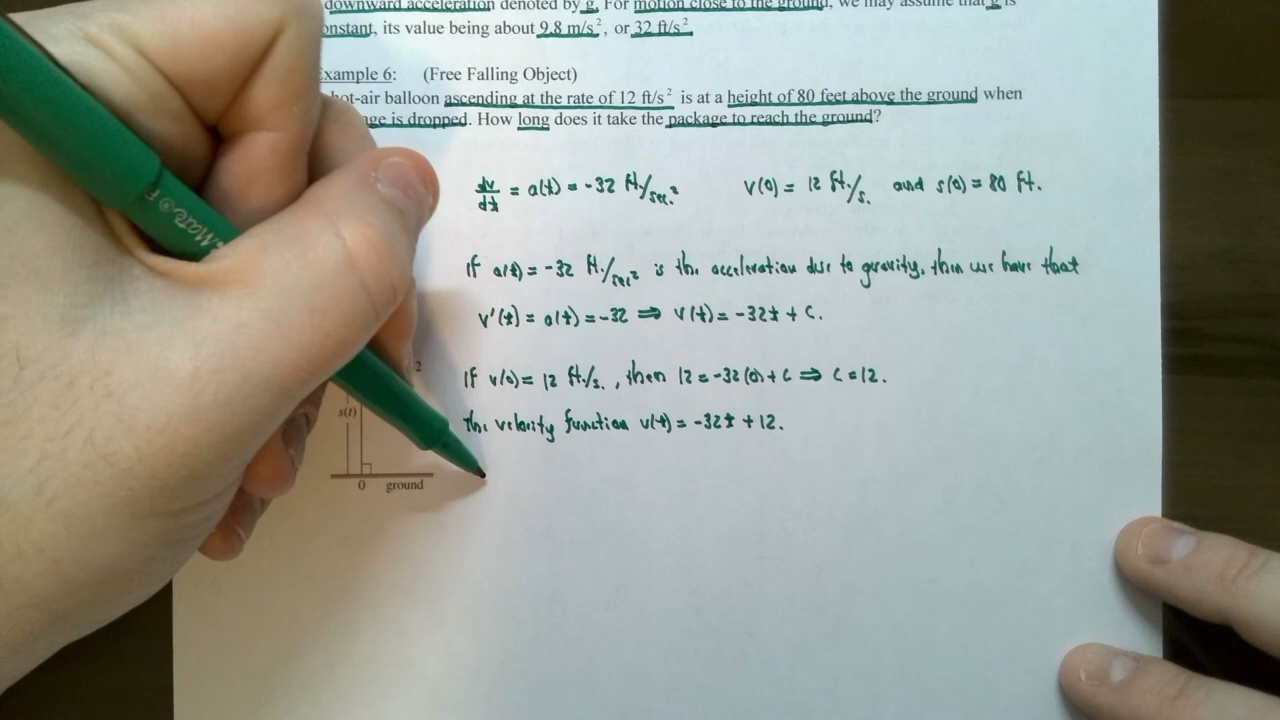 downward acceleration denoted by g. For motion close to the ground, we may assume that g is
onstant, its value being about 9.8 m/s², or 32 ft/s².
xample 6: (Free Falling Object)
hot-air balloon ascending at the rate of 12 ft/s² is at a height of 80 feet above the ground when
age is dropped. How long does it take the package to reach the ground?
dv/dt = a(t) = -32 ft/sec.² v(0) = 12 ft./s. and s(0) = 80 ft.
If a(t) = -32 ft./sec² is the acceleration due to gravity, then we have that
v'(t) = a(t) = -32 ⇒ v(t) = -32t + C.
If v(0) = 12 ft./s., then 12 = -32(0) + C ⇒ C = 12.
2
s(t)
The velocity function v(t) = -32t + 12.
0 ground